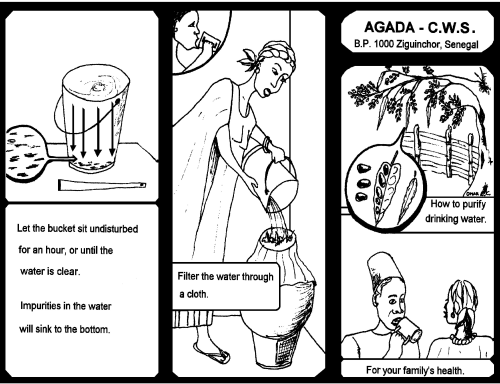 Let the bucket sit undisturbed
for an hour, or until the
water is clear.
Impurities in the water
will sink to the bottom.
Filter the water through
a cloth.
AGADA - C.W.S.
B.P. 1000 Ziguinchor, Senegal
How to purify
drinking water.
For your family's health.